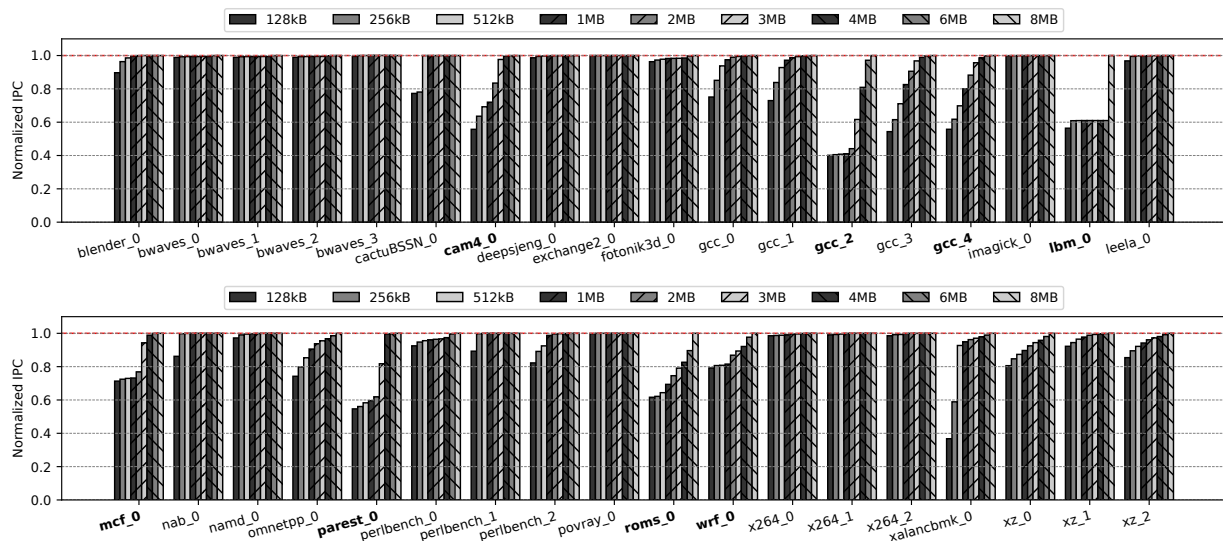 128kB 256kB 512kB 1MB 2MB 3MB 4MB 6MB 8MB
Normalized IPC
1.0
0.8
0.6
0.4
0.2
0.0
blender_0 bwaves_0 bwaves_1 bwaves_2 bwaves_3 cactuBSSN_0 cam4_0 deepsjeng_0 exchange2_0 fotonik3d_0 gcc_0 gcc_1 gcc_2 gcc_3 gcc_4 imagick_0 lbm_0 leela_0
128kB 256kB 512kB 1MB 2MB 3MB 4MB 6MB 8MB
Normalized IPC
1.0
0.8
0.6
0.4
0.2
0.0
mcf_0 nab_0 namd_0 omnetpp_0 parest_0 perlbench_0 perlbench_1 perlbench_2 povray_0 roms_0 wrf_0 x264_0 x264_1 x264_2 xalancbmk_0 xz_0 xz_1 xz_2